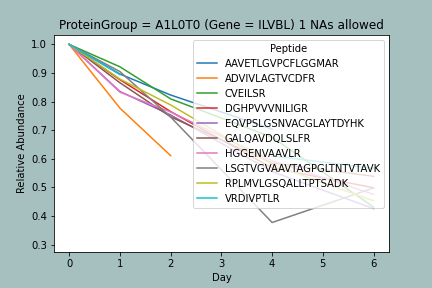 ProteinGroup = A1L0T0 (Gene = ILVBL) 1 NAs allowed
Relative Abundance
1.0
0.9
0.8
0.7
0.6
0.5
0.4
0.3
Peptide
AAVETLGVPCFLGGMAR
ADVIVLAGTVCDFR
CVEILSR
DGHPVVVNILIGR
EQVPSLGSNVACGLAYTDYHK
GALQAVDQLSLFR
HGGENVAAVLR
LSGTVGVAAVTAGPGLTNTVTAVK
RPLMVLGSQALLTPTSADK
VRDIVPTLR
0 1 2 3 4 5 6
Day